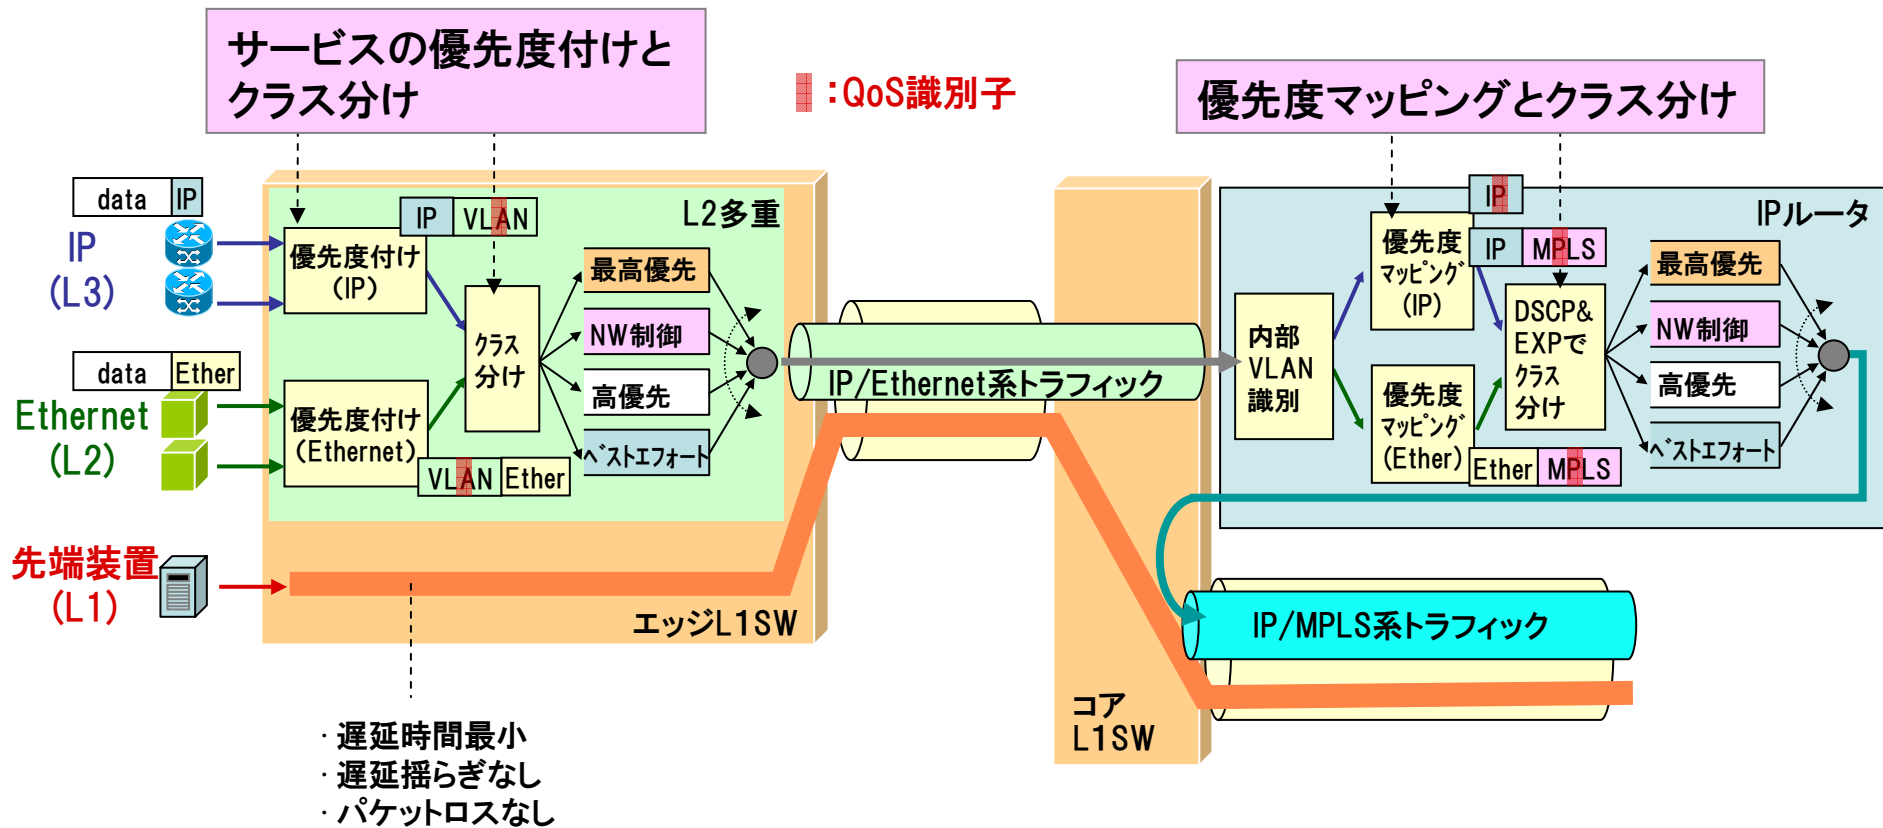 サービスの優先度付けと
クラス分け
:QoS識別子
優先度マッピングとクラス分け
data IP
IP
(L3)
data Ether
Ethernet
(L2)
先端装置
(L1)
L2多重
IP VLAN
優先度付け
(IP)
優先度付け
(Ethernet)
VLAN Ether
クラス
分け
最高優先
NW制御
高優先
ベストエフォート
エッジL1SW
・遅延時間最小
・遅延揺らぎなし
・パケットロスなし
IP/Ethernet系トラフィック
コア
L1SW
IPルータ
内部
VLAN
識別
優先度
マッピング
(IP)
優先度
マッピング
(Ether)
IP
IP MPLS
Ether MPLS
DSCP&
EXPで
クラス
分け
最高優先
NW制御
高優先
ベストエフォート
IP/MPLS系トラフィック